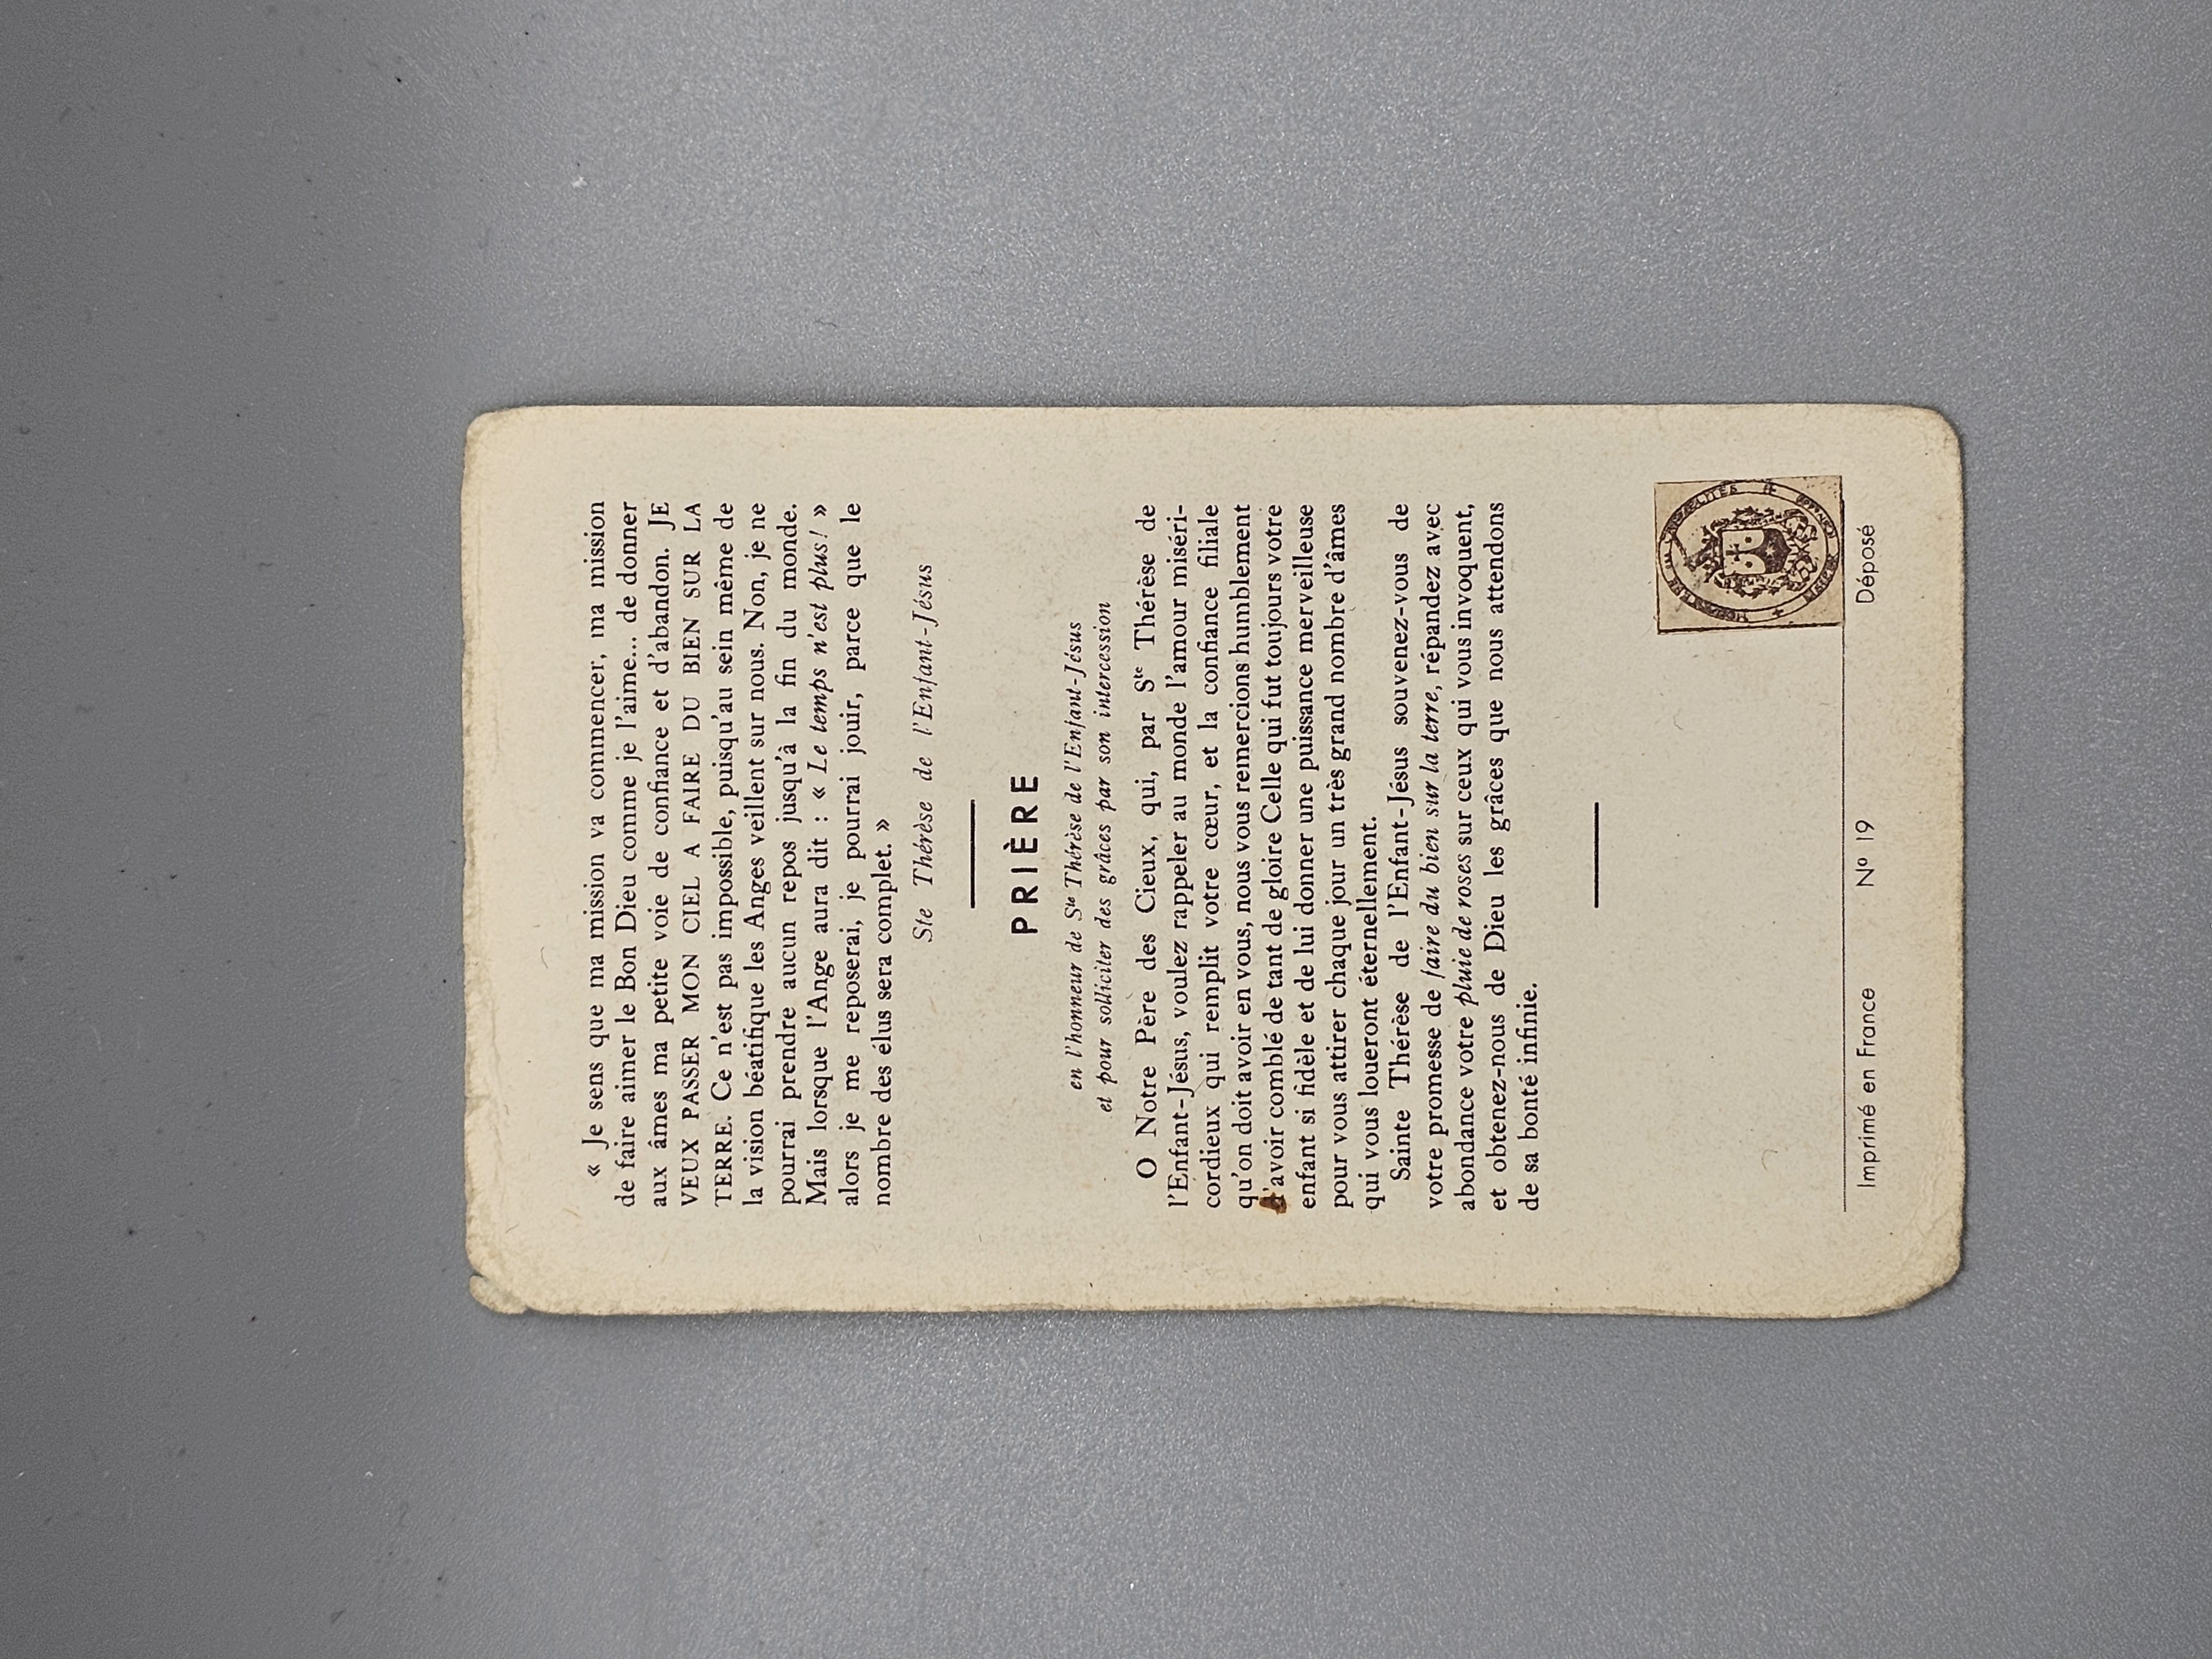 « Je sens que ma mission va commencer, ma mission
de faire aimer le Bon Dieu comme je l'aime... de donner
aux âmes ma petite voie de confiance et d'abandon. JE
VEUX PASSER MON CIEL A FAIRE DU BIEN SUR LA
TERRE. Ce n'est pas impossible, puisqu'au sein même de
la vision béatifique les Anges veillent sur nous. Non, je ne
pourrai prendre aucun repos jusqu'à la fin du monde.
Mais lorsque l'Ange aura dit : « Le temps n'est plus! »
alors je me reposerai, je pourrai jouir, parce que le
nombre des élus sera complet. »
Ste Thérèse de l'Enfant-Jésus
PRIÈRE
en l'honneur de Ste Thérèse de l'Enfant-Jésus
et pour solliciter des grâces par son intercession
O Notre Père des Cieux, qui, par Ste Thérèse de
l'Enfant-Jésus, voulez rappeler au monde l'amour miséri-
cordieux qui remplit votre cœur, et la confiance filiale
qu'on doit avoir en vous, nous vous remercions humblement
d'avoir comblé de tant de gloire Celle qui fut toujours votre
enfant si fidèle et de lui donner une puissance merveilleuse
pour vous attirer chaque jour un très grand nombre d'âmes
qui vous loueront éternellement.
Sainte Thérèse de l'Enfant-Jésus souvenez-vous de
votre promesse de faire du bien sur la terre, répandez avec
abondance votre pluie de roses sur ceux qui vous invoquent,
et obtenez-nous de Dieu les grâces que nous attendons
de sa bonté infinie.
Imprimé en France Nº 19 Déposé